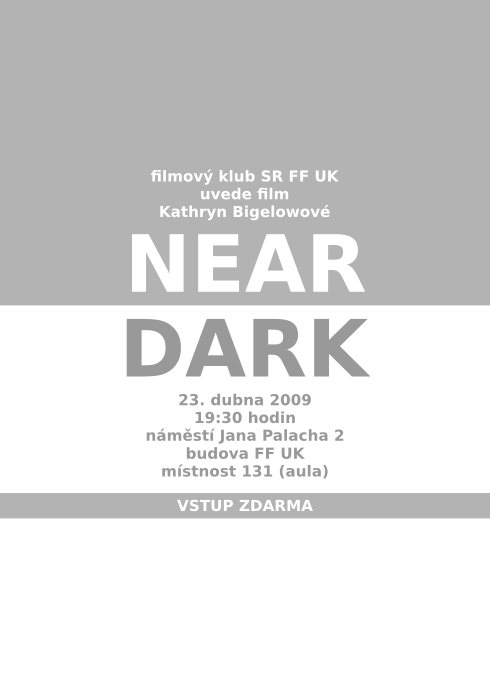 filmový klub SR FF UK
uvede film
Kathryn Bigelowové
NEAR
DARK
23. dubna 2009
19:30 hodin
náměstí Jana Palacha 2
budova FF UK
místnost 131 (aula)
VSTUP ZDARMA